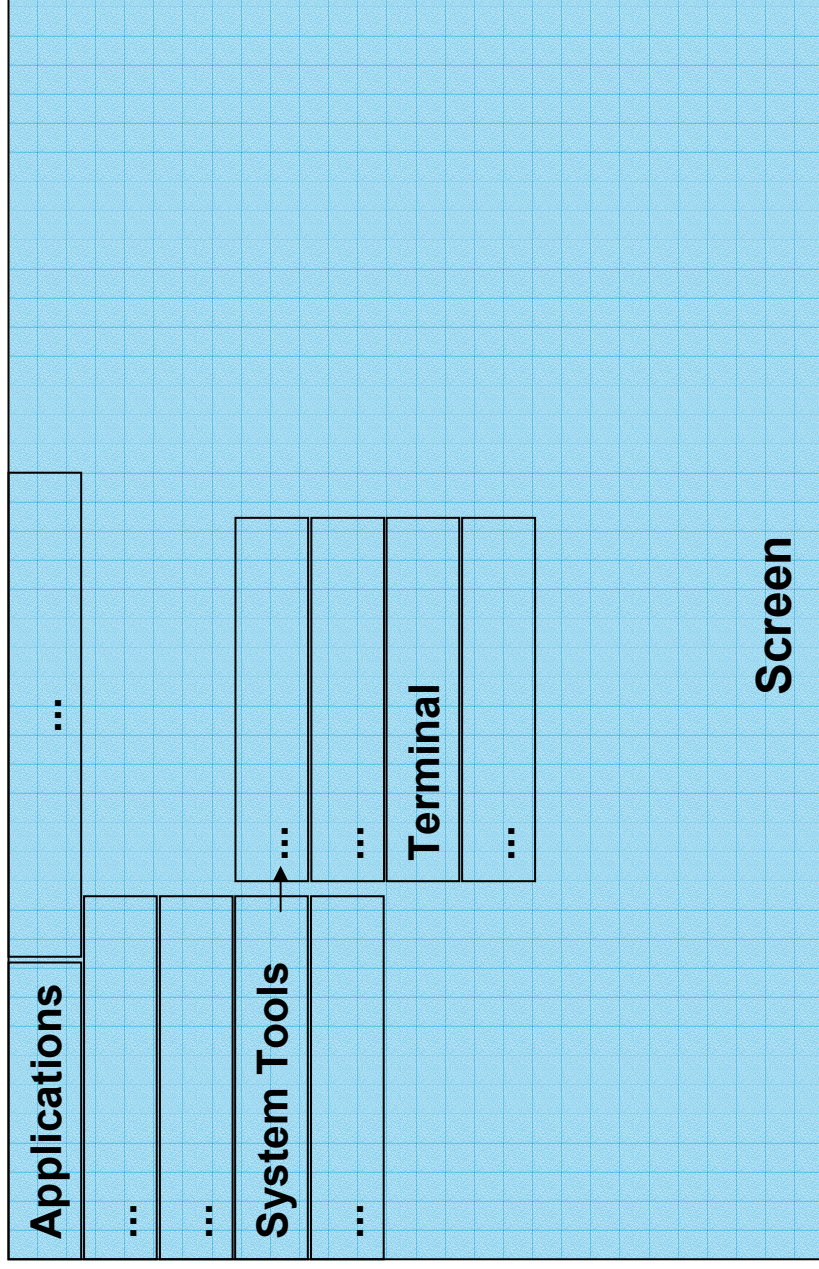 Applications ...
...
...
System Tools ...
... ...
Terminal
...
Screen